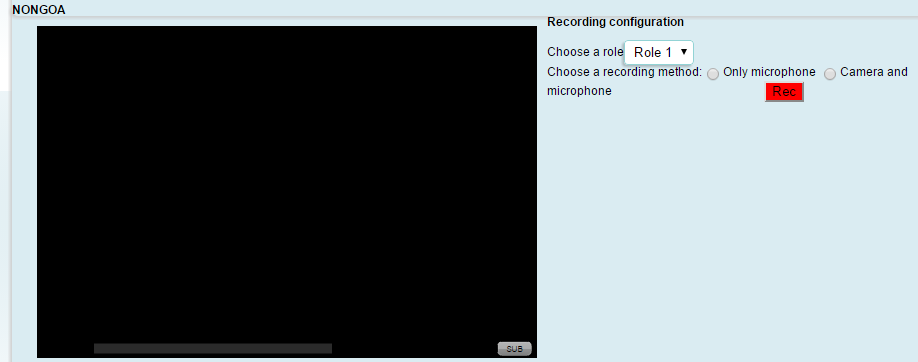 NONGOA
Recording configuration
Choose a role Role 1
Choose a recording method: Only microphone Camera and
microphone Rec
SUB